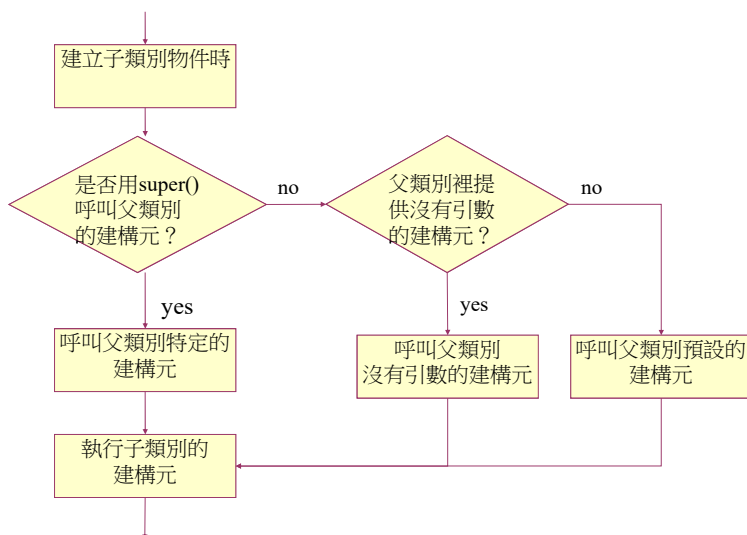 建立子類別物件時
是否用super()
呼叫父類別
的建構元？
no
父類別裡提
供沒有引數
的建構元？
no
yes
yes
呼叫父類別特定的
建構元
呼叫父類別
沒有引數的建構元
呼叫父類別預設的
建構元
執行子類別的
建構元